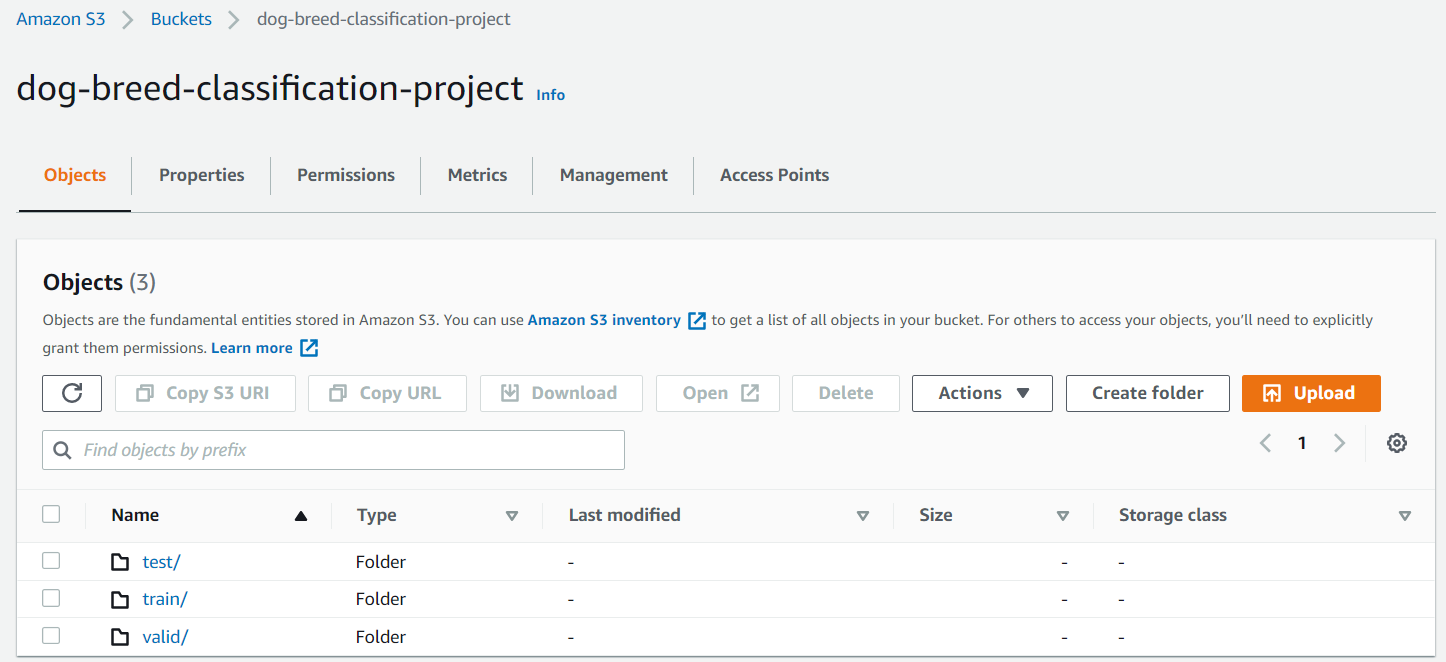 Amazon S3 > Buckets > dog-breed-classification-project
dog-breed-classification-project Info
Objects Properties Permissions Metrics Management Access Points
Objects (3)
Objects are the fundamental entities stored in Amazon S3. You can use Amazon S3 inventory to get a list of all objects in your bucket. For others to access your objects, you'll need to explicitly
grant them permissions. Learn more
Copy S3 URI Copy URL Download Open Delete Actions Create folder Upload
Find objects by prefix
1
Name Type Last modified Size Storage class
test/ Folder - - -
train/ Folder - - -
valid/ Folder - - -